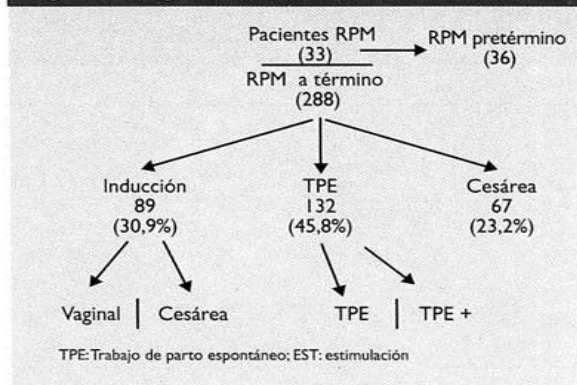 Pacientes RPM
(33)
RPM pretérmino
(36)
RPM a término
(288)
Inducción
89
(30,9%)
TPE
132
(45,8%)
Cesárea
67
(23,2%)
Vaginal | Cesárea
TPE | TPE +
TPE: Trabajo de parto espontáneo; EST: estimulación